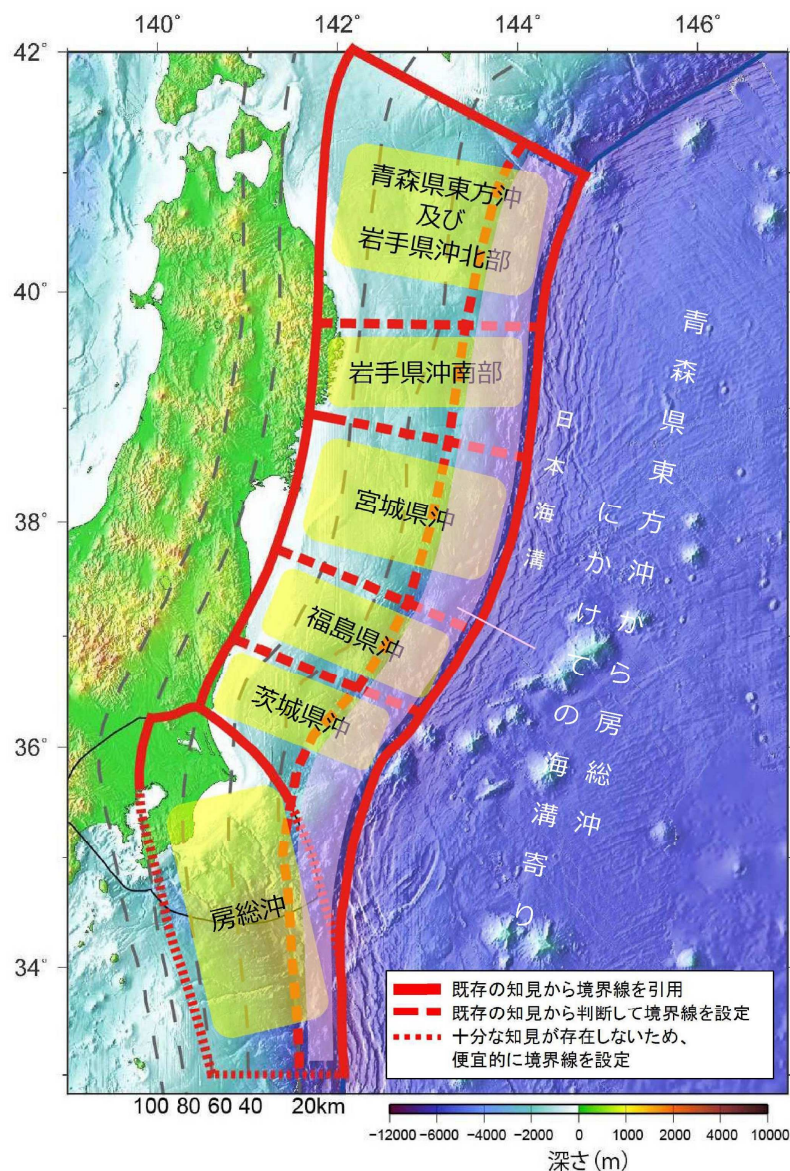 140° 142° 144° 146°
42°
40°
38°
36°
34°
青森県東方沖
及び
岩手県沖北部
岩手県沖南部
宮城県沖
福島県沖
茨城県沖
房総沖
日本海溝
青森県東方沖から房総沖
にかけての海溝寄り
既存の知見から境界線を引用
既存の知見から判断して境界線を設定
十分な知見が存在しないため、
便宜的に境界線を設定
100 80 60 40 20km
-12000 -6000 -4000 -2000 0 1000 2000 4000 10000
深さ(m)